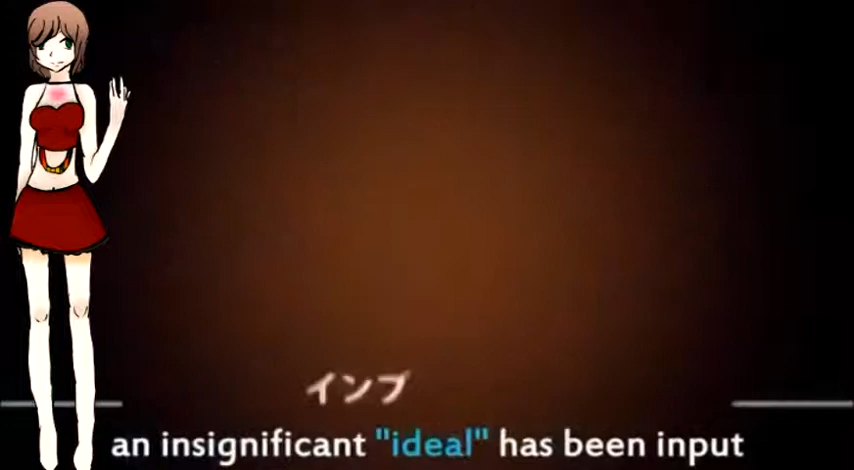 インプ
an insignificant "ideal" has been input